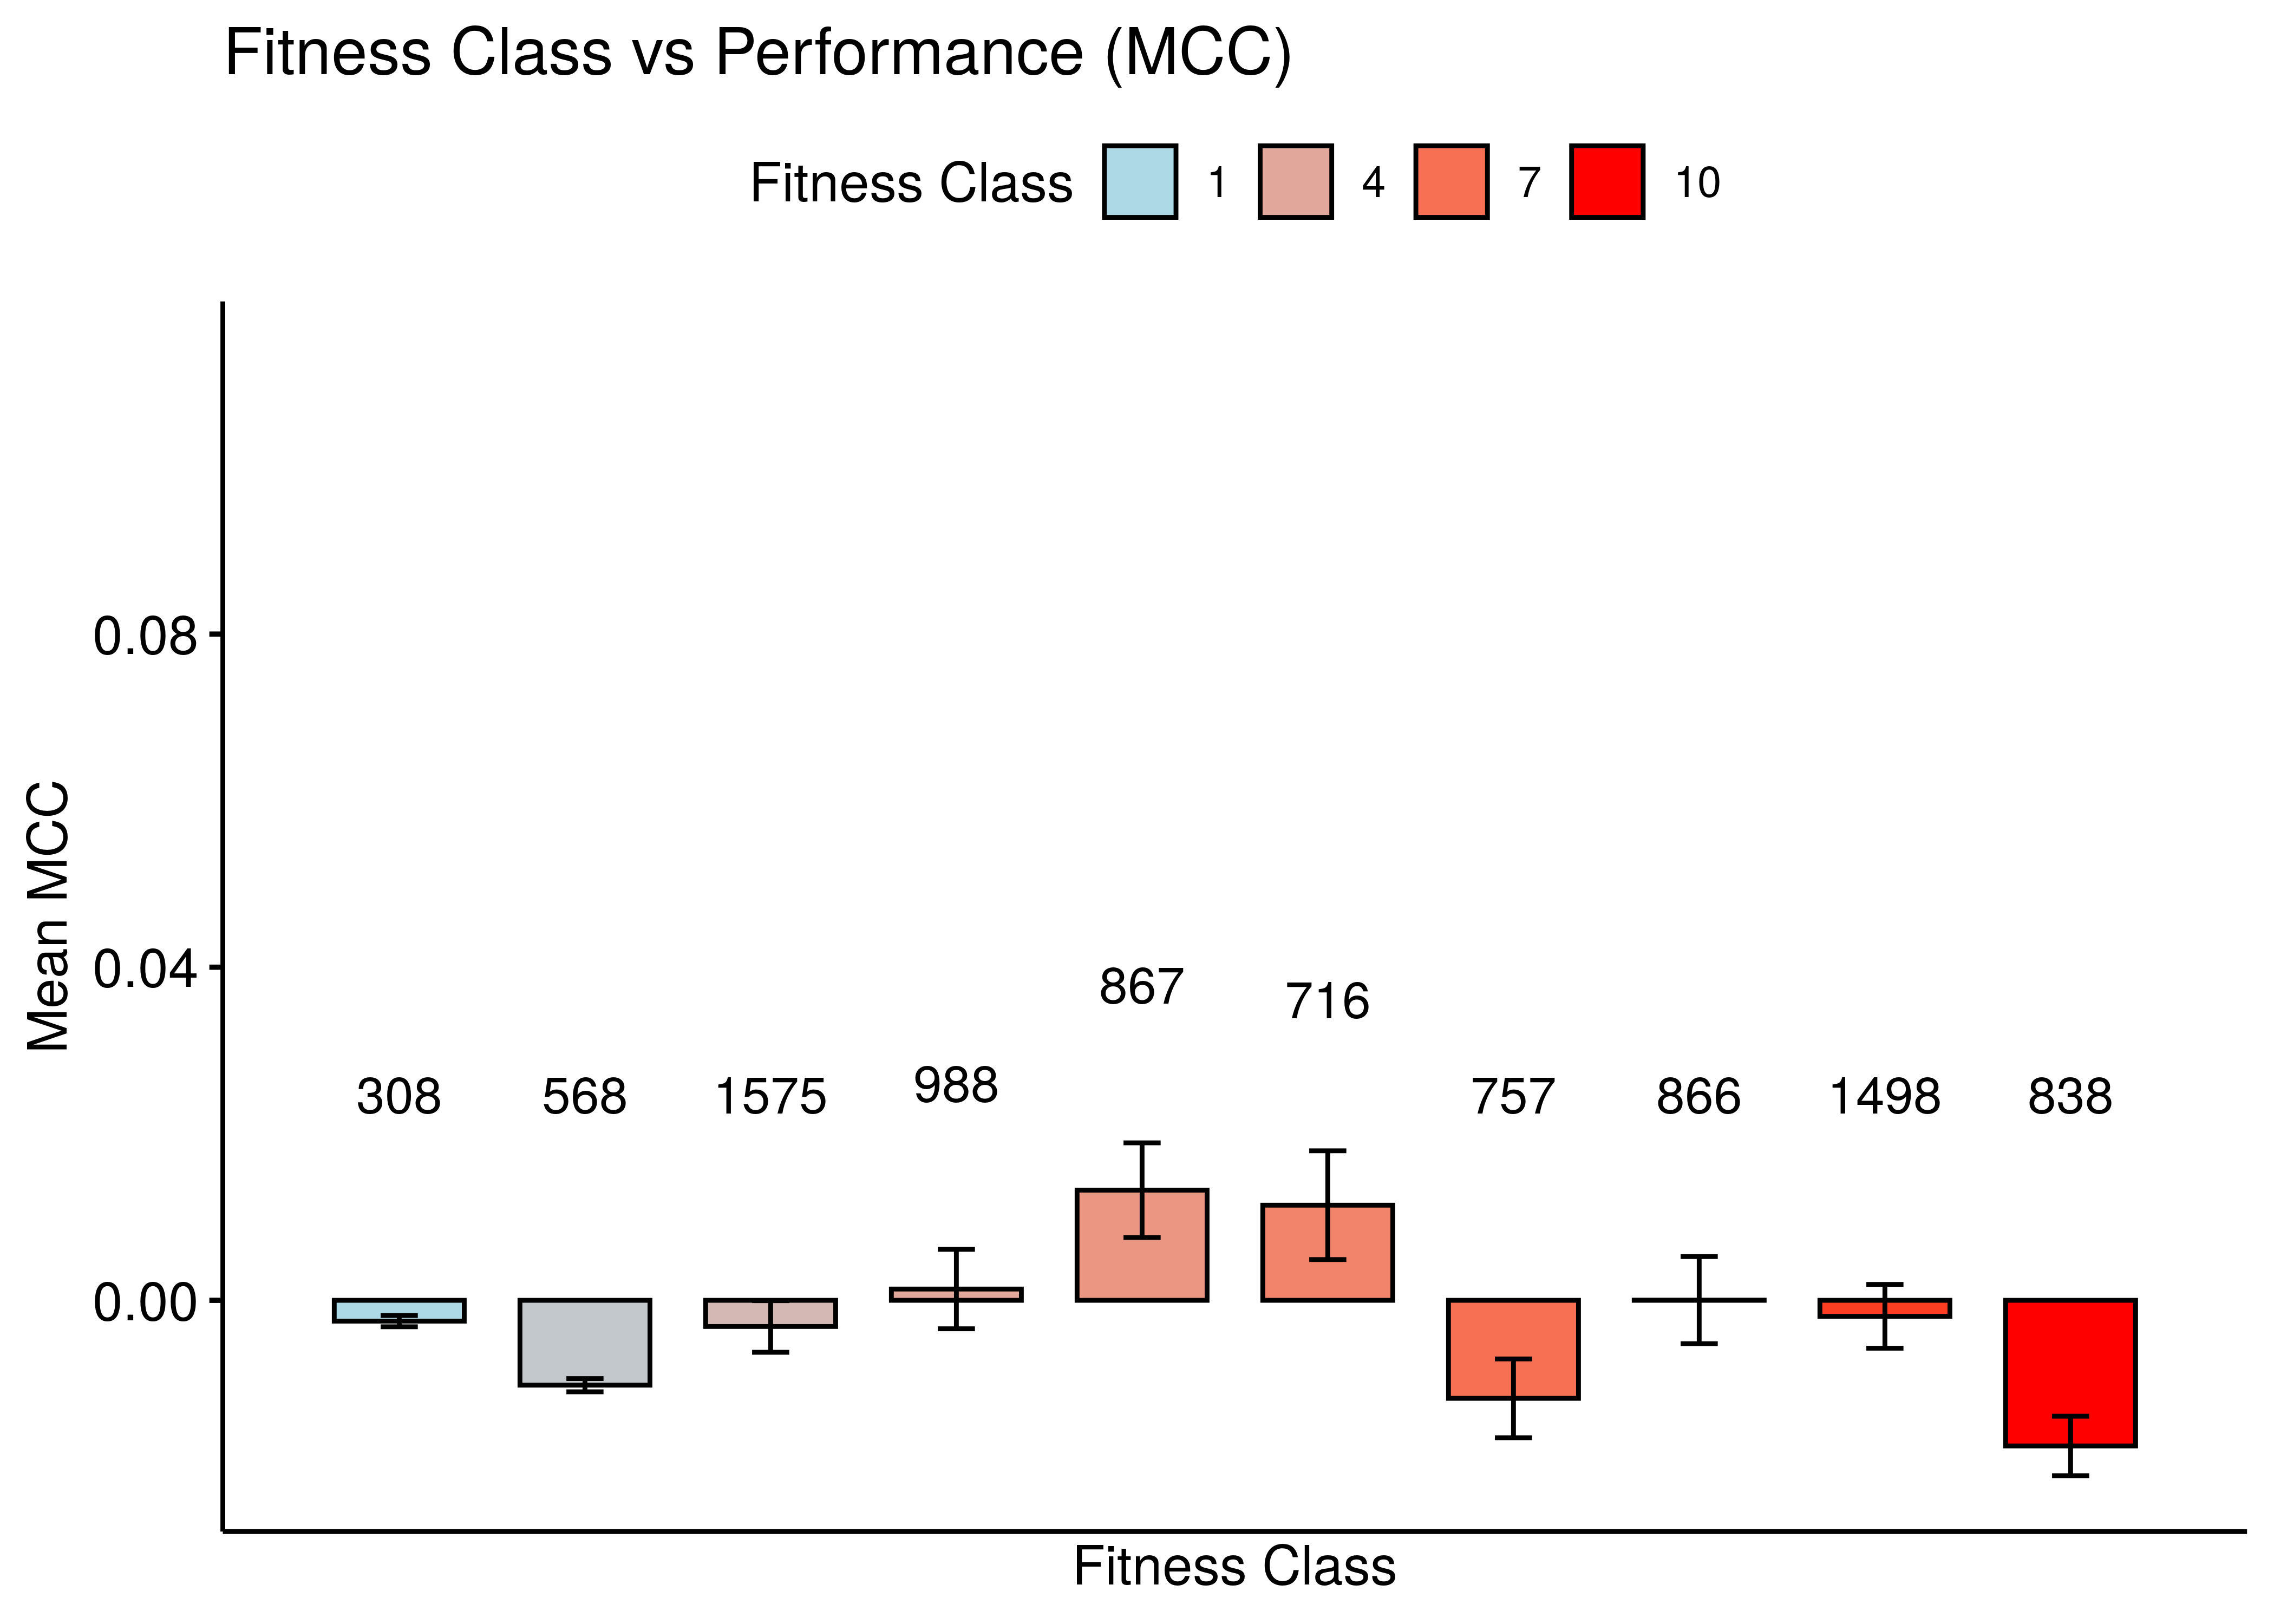 Fitness Class vs Performance (MCC)
Fitness Class 1 4 7 10
Mean MCC
0.08
0.04
0.00
308 568 1575 988 867 716 757 866 1498 838
Fitness Class